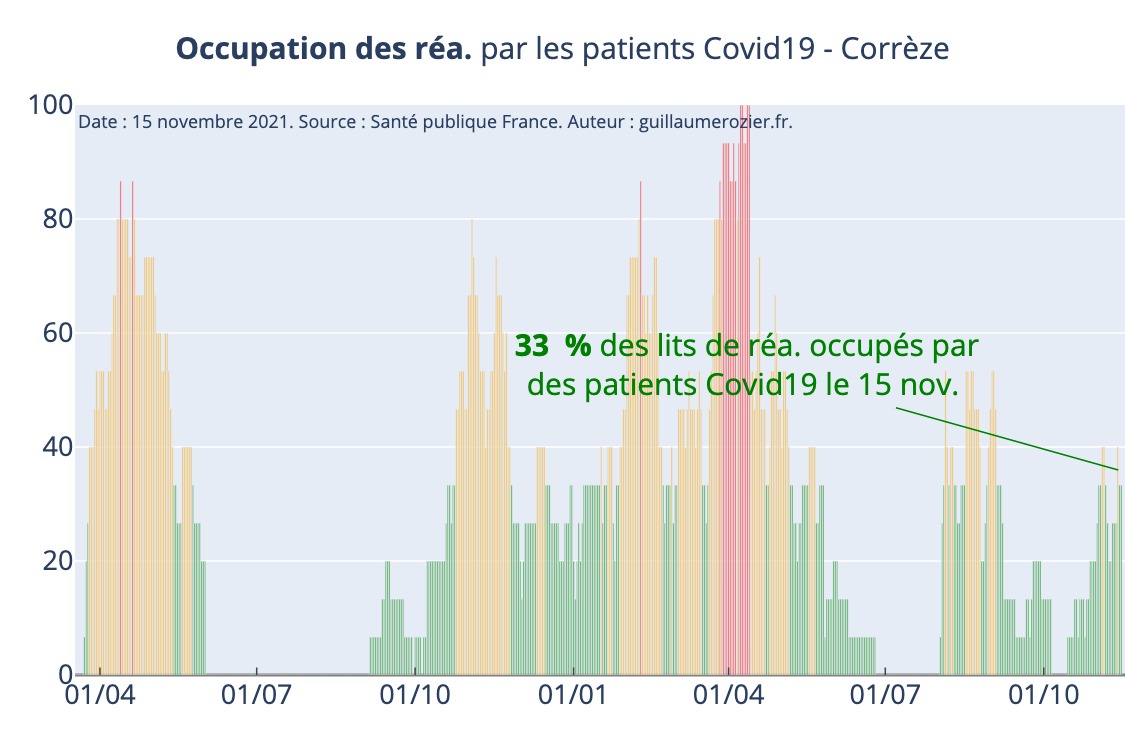 Occupation des réa. par les patients Covid19 - Corrèze
100
Date : 15 novembre 2021. Source : Santé publique France. Auteur : guillaumerozier.fr.
80
60
33  % des lits de réa. occupés par
des patients Covid19 le 15 nov.
40
20
0
01/04 01/07 01/10 01/01 01/04 01/07 01/10